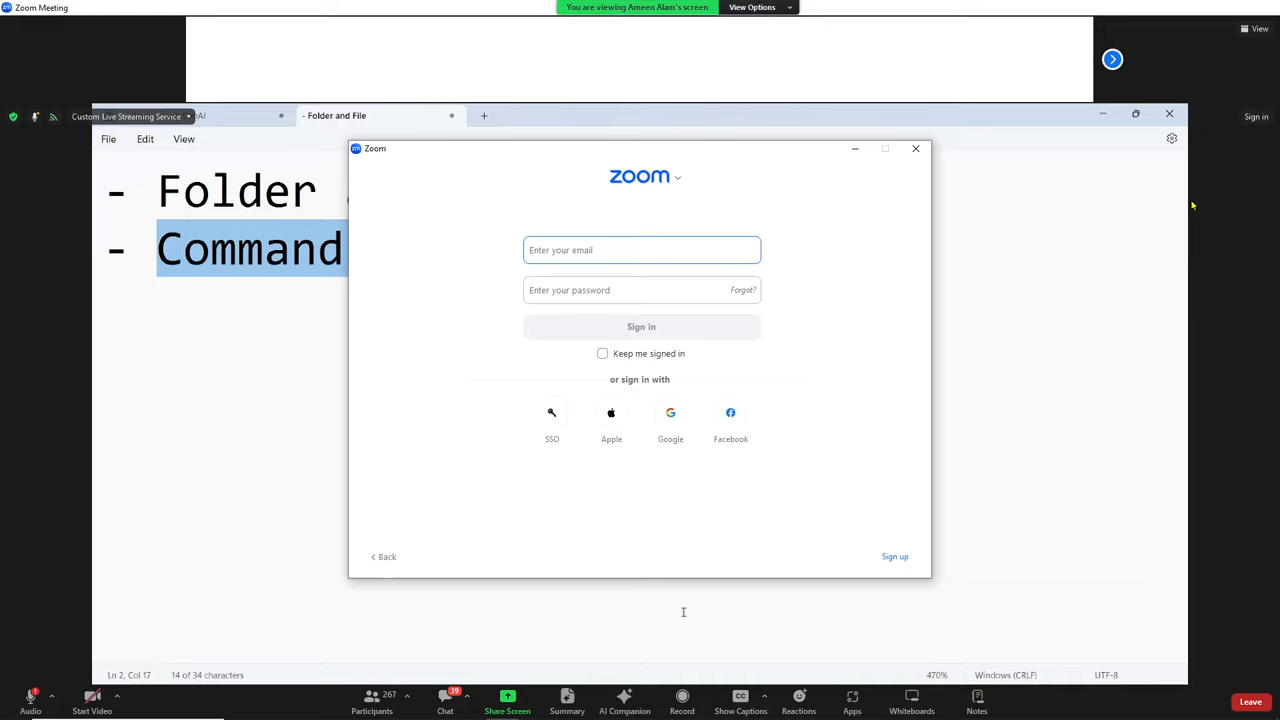 Zoom Meeting
You are viewing Ameen Alam's screen
View Options
View
Custom Live Streaming Service
AI
- Folder and File
Sign in
File Edit View
- Folder
- Command
Zoom
zoom
Enter your email
Enter your password
Forgot?
Sign in
Keep me signed in
or sign in with
SSO Apple Google Facebook
Back
Sign up
Ln 2, Col 17 14 of 34 characters 470% Windows (CRLF) UTF-8
267
39
Audio Start Video Participants Chat Share Screen Summary AI Companion Record Show Captions Reactions Apps Whiteboards Notes Leave